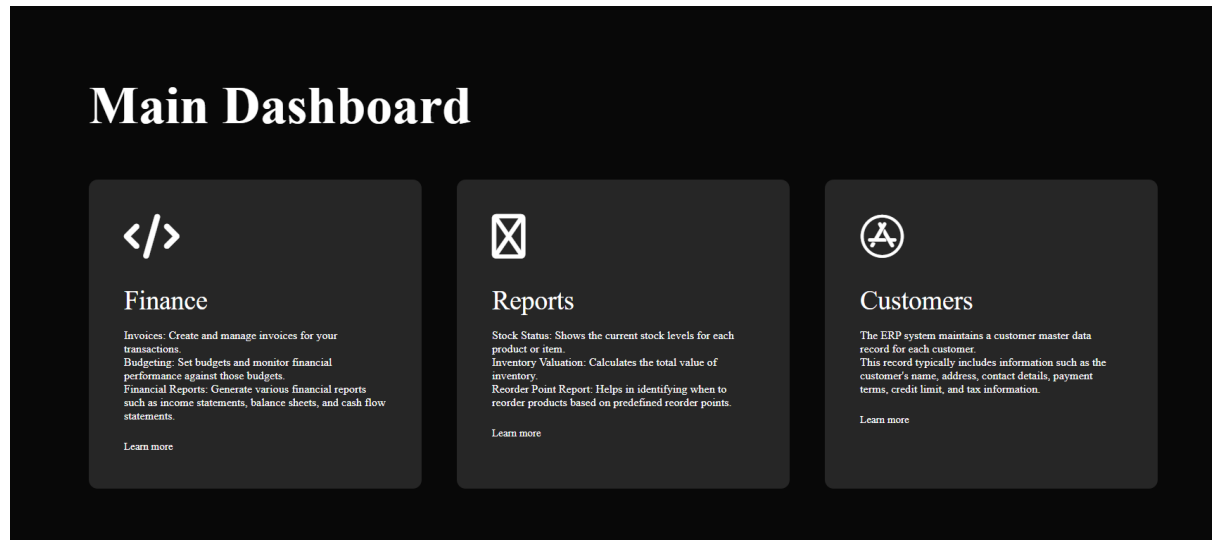 Main Dashboard
Finance
Invoices: Create and manage invoices for your
transactions.
Budgeting: Set budgets and monitor financial
performance against those budgets.
Financial Reports: Generate various financial reports
such as income statements, balance sheets, and cash flow
statements.
Learn more
Reports
Stock Status: Shows the current stock levels for each
product or item.
Inventory Valuation: Calculates the total value of
inventory.
Reorder Point Report: Helps in identifying when to
reorder products based on predefined reorder points.
Learn more
Customers
The ERP system maintains a customer master data
record for each customer.
This record typically includes information such as the
customer's name, address, contact details, payment
terms, credit limit, and tax information.
Learn more